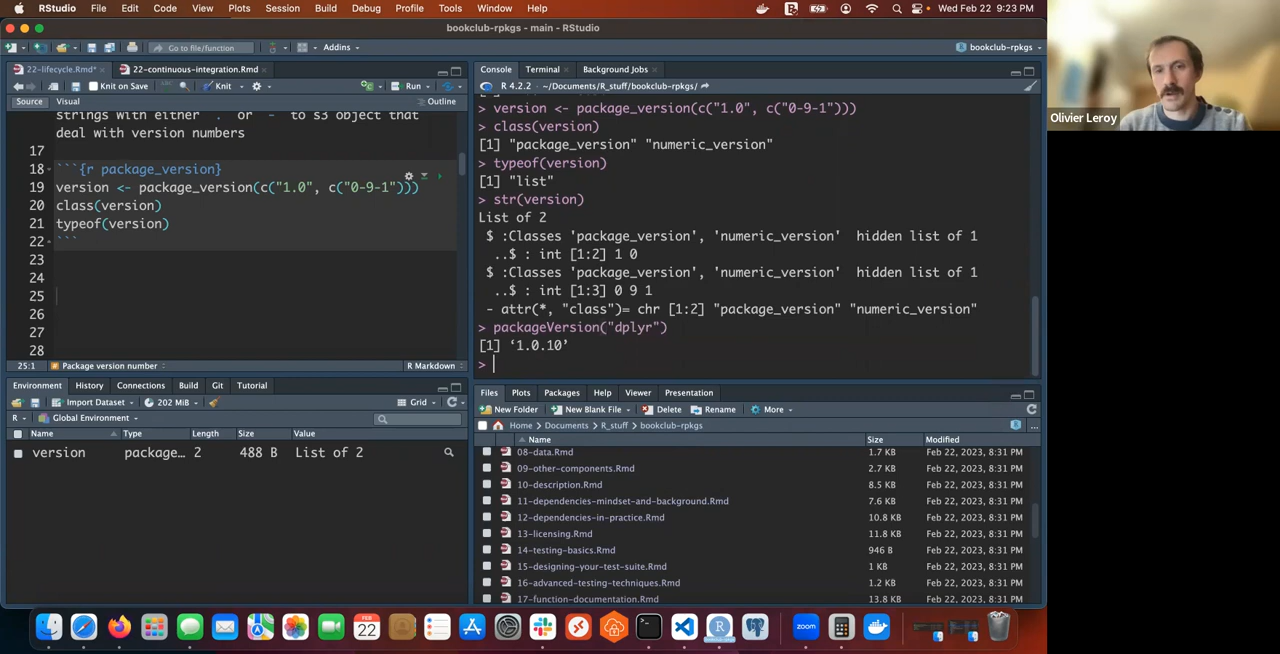 RStudio File Edit Code View Plots Session Build Debug Profile Tools Window Help Wed Feb 22 9:23 PM
bookclub-rpkgs - main - RStudio
Go to file/function Addins bookclub-rpkgs
22-lifecycle.Rmd* 22-continuous-integration.Rmd
Knit on Save Knit Run
Source Visual Outline
strings with either `.` or `-` to s3 object that
deal with version numbers
17
18 ```{r package_version}
19 version <- package_version(c("1.0", c("0-9-1")))
20 class(version)
21 typeof(version)
22 ```
23
24
25
26
27
28
25:1 # Package version number R Markdown
Console Terminal Background Jobs
R 4.2.2 · ~/Documents/R_stuff/bookclub-rpkgs/
> version <- package_version(c("1.0", c("0-9-1")))
> class(version)
[1] "package_version" "numeric_version"
> typeof(version)
[1] "list"
> str(version)
List of 2
$ :Classes 'package_version', 'numeric_version' hidden list of 1
..$ : int [1:2] 1 0
$ :Classes 'package_version', 'numeric_version' hidden list of 1
..$ : int [1:3] 0 9 1
- attr(*, "class")= chr [1:2] "package_version" "numeric_version"
> packageVersion("dplyr")
[1] ‘1.0.10’
>
Environment History Connections Build Git Tutorial
Import Dataset 202 MiB Grid
R Global Environment
Name Type Length Size Value
version package... 2 488 B List of 2
Files Plots Packages Help Viewer Presentation
New Folder New Blank File Delete Rename More
Home Documents R_stuff bookclub-rpkgs ...
Name Size Modified
08-data.Rmd 1.7 KB Feb 22, 2023, 8:31 PM
09-other-components.Rmd 2.7 KB Feb 22, 2023, 8:31 PM
10-description.Rmd 8.5 KB Feb 22, 2023, 8:31 PM
11-dependencies-mindset-and-background.Rmd 7.6 KB Feb 22, 2023, 8:31 PM
12-dependencies-in-practice.Rmd 10.8 KB Feb 22, 2023, 8:31 PM
13-licensing.Rmd 11.8 KB Feb 22, 2023, 8:31 PM
14-testing-basics.Rmd 946 B Feb 22, 2023, 8:31 PM
15-designing-your-test-suite.Rmd 1 KB Feb 22, 2023, 8:31 PM
16-advanced-testing-techniques.Rmd 1.2 KB Feb 22, 2023, 8:31 PM
17-function-documentation.Rmd 13.8 KB Feb 22, 2023, 8:31 PM
Olivier Leroy
FEB
22
zoom